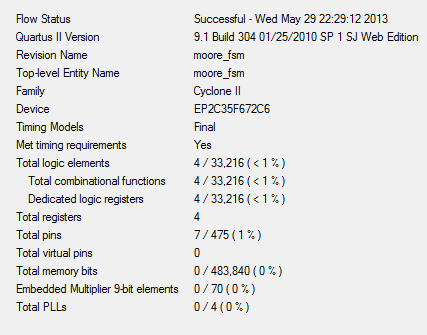 Flow Status Successful - Wed May 29 22:29:12 2013
Quartus II Version 9.1 Build 304 01/25/2010 SP 1 SJ Web Edition
Revision Name moore_fsm
Top-level Entity Name moore_fsm
Family Cyclone II
Device EP2C35F672C6
Timing Models Final
Met timing requirements Yes
Total logic elements 4 / 33,216 ( < 1 % )
Total combinational functions 4 / 33,216 ( < 1 % )
Dedicated logic registers 4 / 33,216 ( < 1 % )
Total registers 4
Total pins 7 / 475 ( 1 % )
Total virtual pins 0
Total memory bits 0 / 483,840 ( 0 % )
Embedded Multiplier 9-bit elements 0 / 70 ( 0 % )
Total PLLs 0 / 4 ( 0 % )